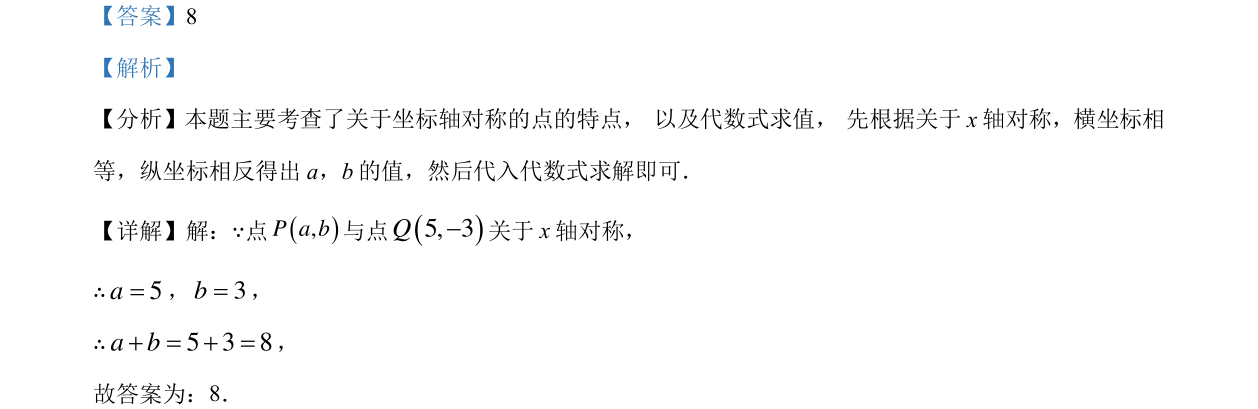 【答案】8
【解析】
【分析】本题主要考查了关于坐标轴对称的点的特点， 以及代数式求值， 先根据关于 x 轴对称，横坐标相
等，纵坐标相反得出 a，b 的值，然后代入代数式求解即可．
【详解】解：∵点 P(a,b) 与点 Q(5,−3) 关于 x 轴对称，
∴a=5，b=3，
∴a+b=5+3=8，
故答案为：8．